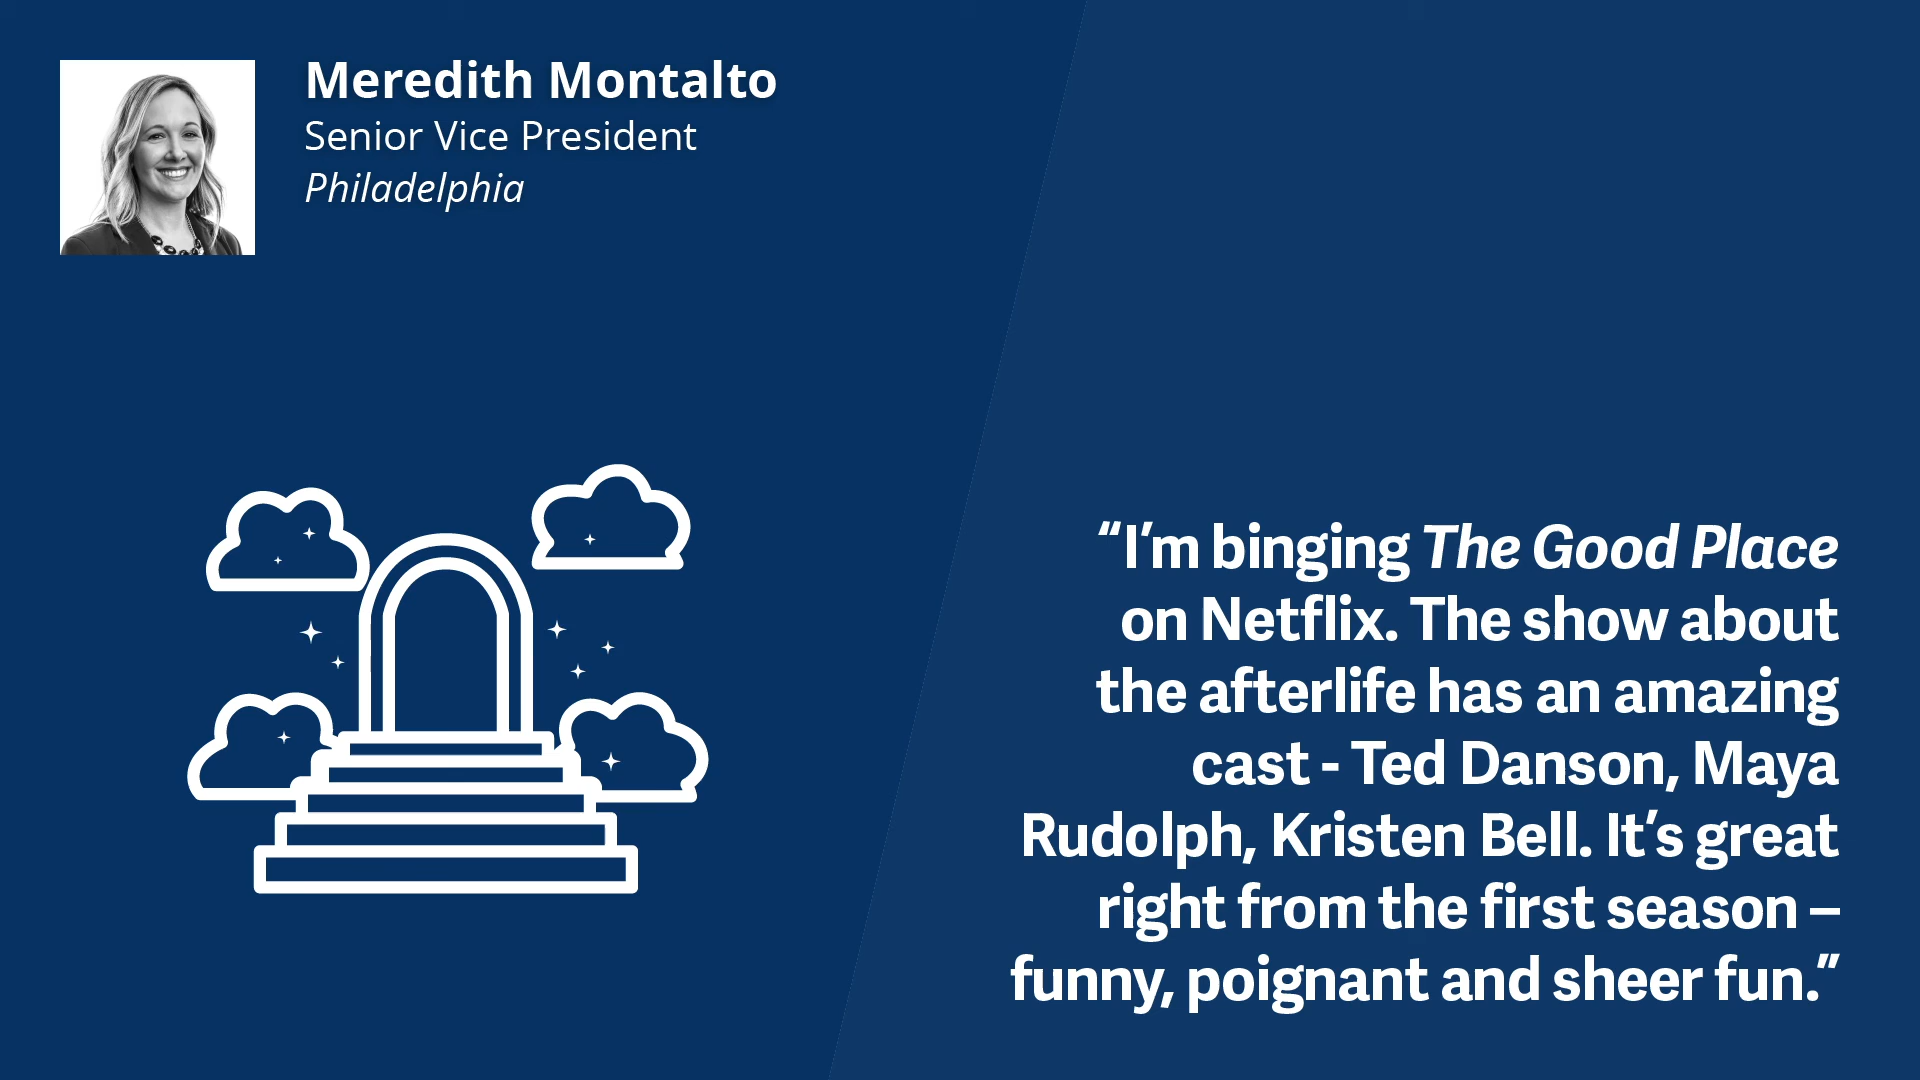 Meredith Montalto
Senior Vice President
Philadelphia
“I’m binging The Good Place
on Netflix. The show about
the afterlife has an amazing
cast - Ted Danson, Maya
Rudolph, Kristen Bell. It’s great
right from the first season –
funny, poignant and sheer fun.”